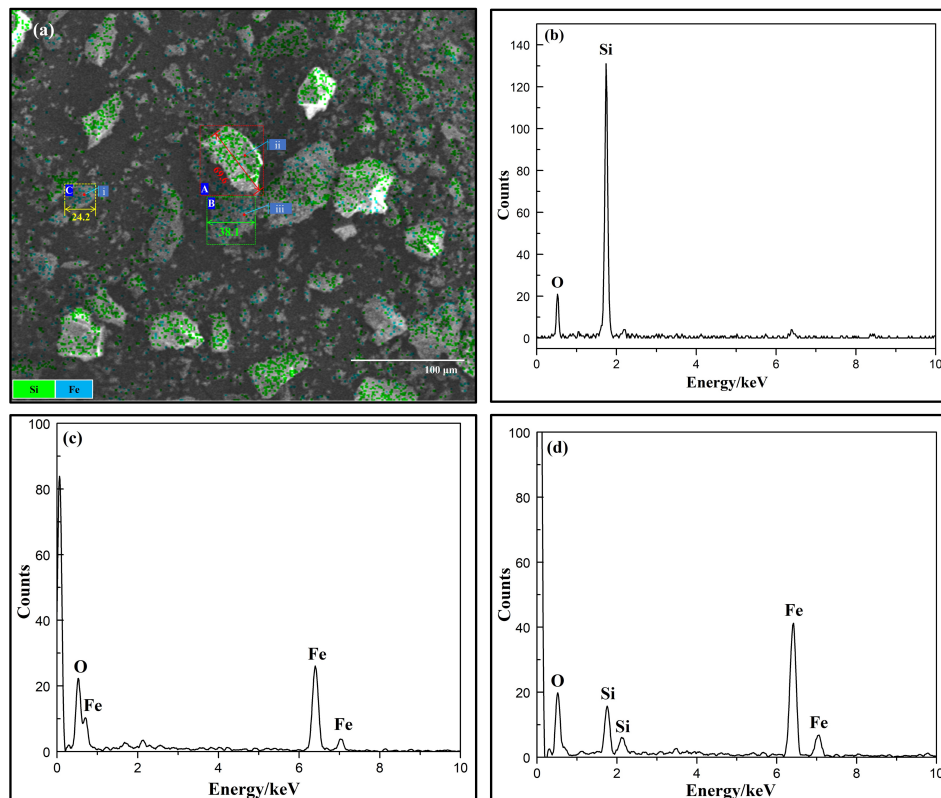 (a)
ii
C
i
A
B
iii
24.2
38.1
100 μm
Si
Fe
(b)
140
120
100
80
60
40
20
0
Counts
Si
O
0
2
4
6
8
10
Energy/keV
(c)
100
80
60
40
20
0
Counts
O
Fe
Fe
Fe
0
2
4
6
8
10
Energy/keV
(d)
100
80
60
40
20
0
Counts
O
Si
Si
Fe
Fe
0
2
4
6
8
10
Energy/keV